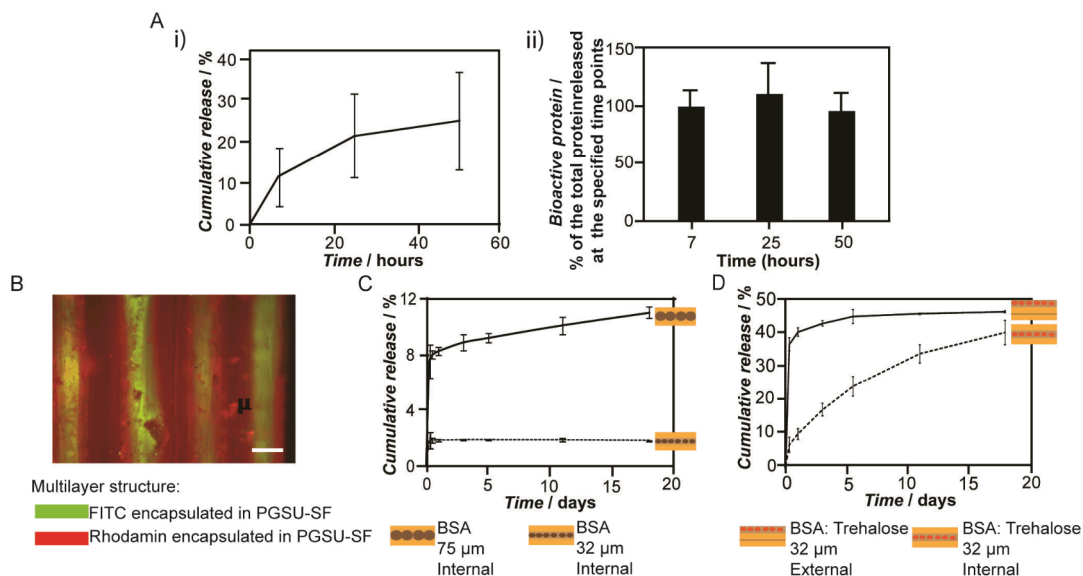 A
i)
40
30
20
10
0
Cumulative release / %
0
20
40
60
Time / hours
ii)
Bioactive protein /
% of the total proteinreleased
at the specified time points
150
100
50
0
7
25
50
Time (hours)
B
μ
Multilayer structure:
FITC encapsulated in PGSU-SF
Rhodamin encapsulated in PGSU-SF
C
12
8
4
0
Cumulative release / %
0
5
10
15
20
Time / days
BSA
75 μm
Internal
BSA
32 μm
Internal
D
50
40
30
20
10
0
Cumulative release / %
0
5
10
15
20
Time / days
BSA: Trehalose
32 μm
External
BSA: Trehalose
32 μm
Internal